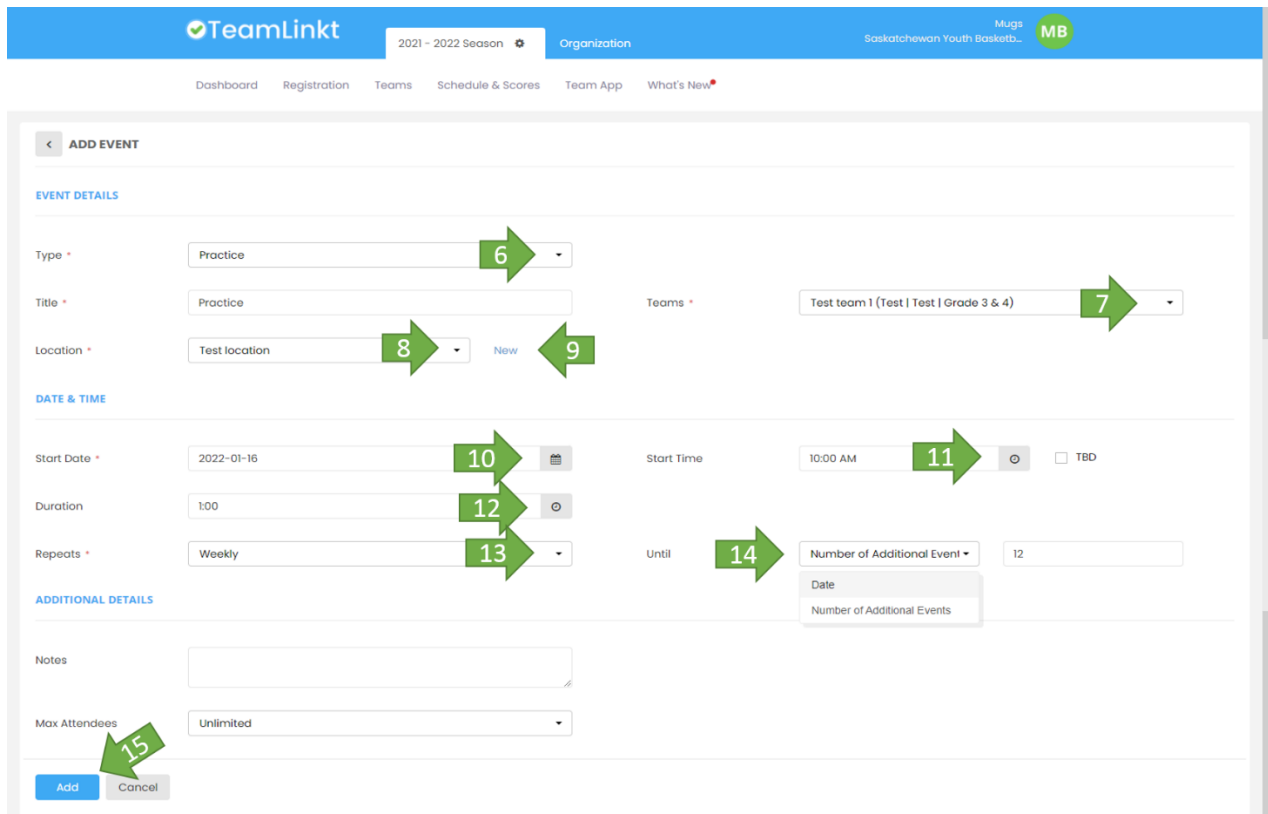 TeamLinkt
2021 - 2022 Season
Organization
Mugs
Saskatchewan Youth Basketb...
MB
Dashboard Registration Teams Schedule & Scores Team App What's New
< ADD EVENT
EVENT DETAILS
Type * Practice 6
Title * Practice Teams * Test team 1 (Test | Test | Grade 3 & 4) 7
Location * Test location 8 New 9
DATE & TIME
Start Date * 2022-01-16 10 Start Time 10:00 AM 11 TBD
Duration 1:00 12
Repeats * Weekly 13 Until 14 Number of Additional Event 12
Date
ADDITIONAL DETAILS
Number of Additional Events
Notes
Max Attendees Unlimited
15
Add Cancel